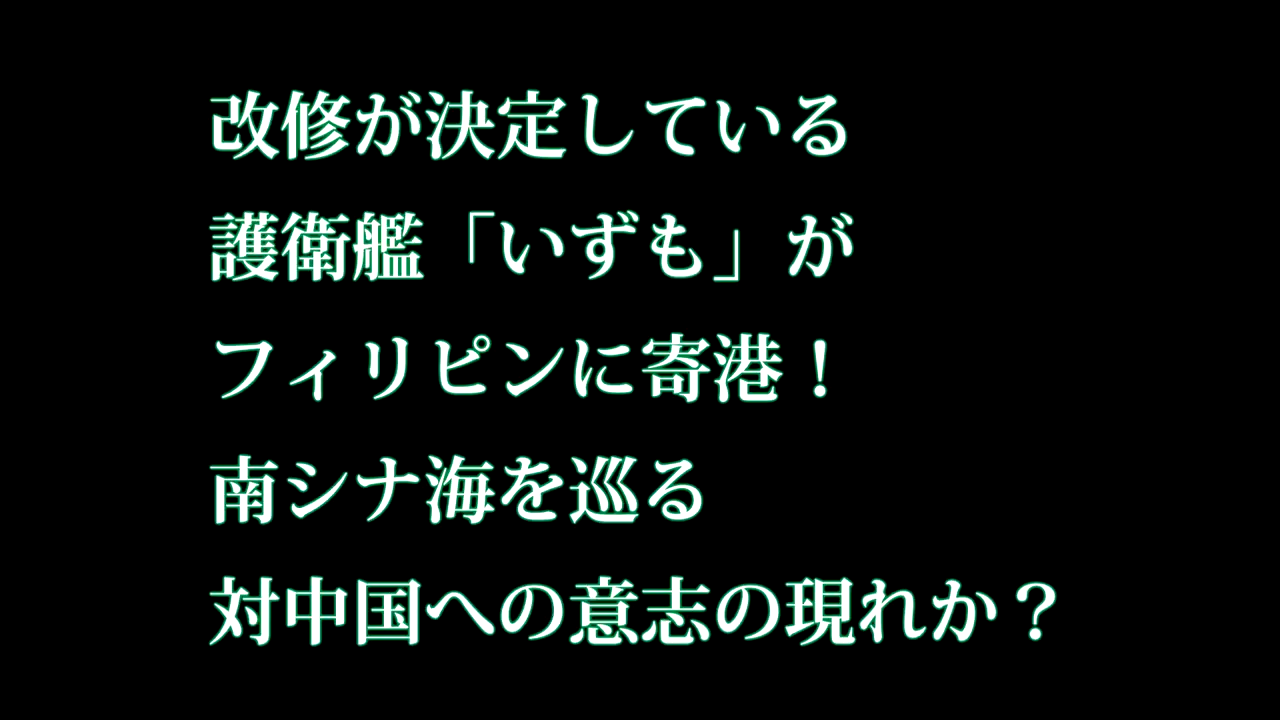 改修が決定している
護衛艦「いずも」が
フィリピンに寄港！
南シナ海を巡る
対中国への意志の現れか？